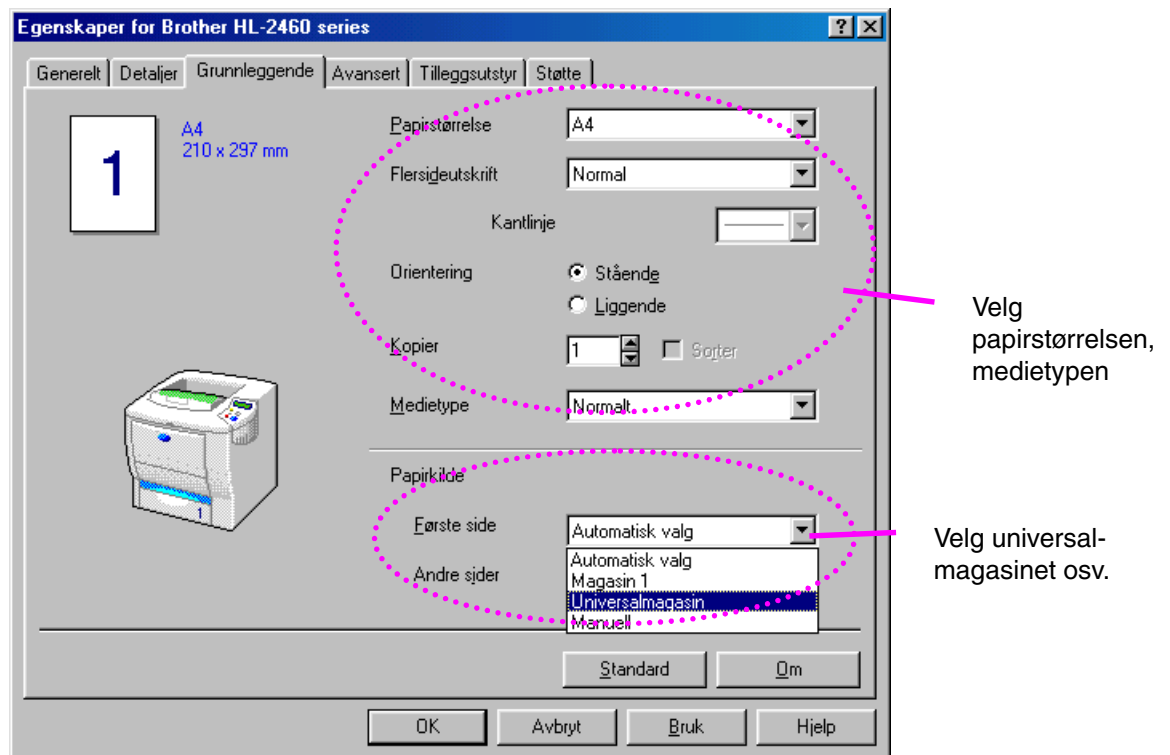 Egenskaper for Brother HL-2460 series
Generelt Detaljer Grunnleggende Avansert Tilleggsutstyr Støtte
1
A4
210 x 297 mm
Papirstørrelse A4
Flersideutskrift Normal
Kantlinje
Orientering Stående
Liggende
Kopier 1 Sorter
Medietype Normalt
Velg
papirstørrelsen,
medietypen
1
Papirkilde
Første side Automatisk valg
Andre sider
Automatisk valg
Magasin 1
Universalmagasin
Manuell
Velg universal-
magasinet osv.
Standard Om
OK Avbryt Bruk Hjelp